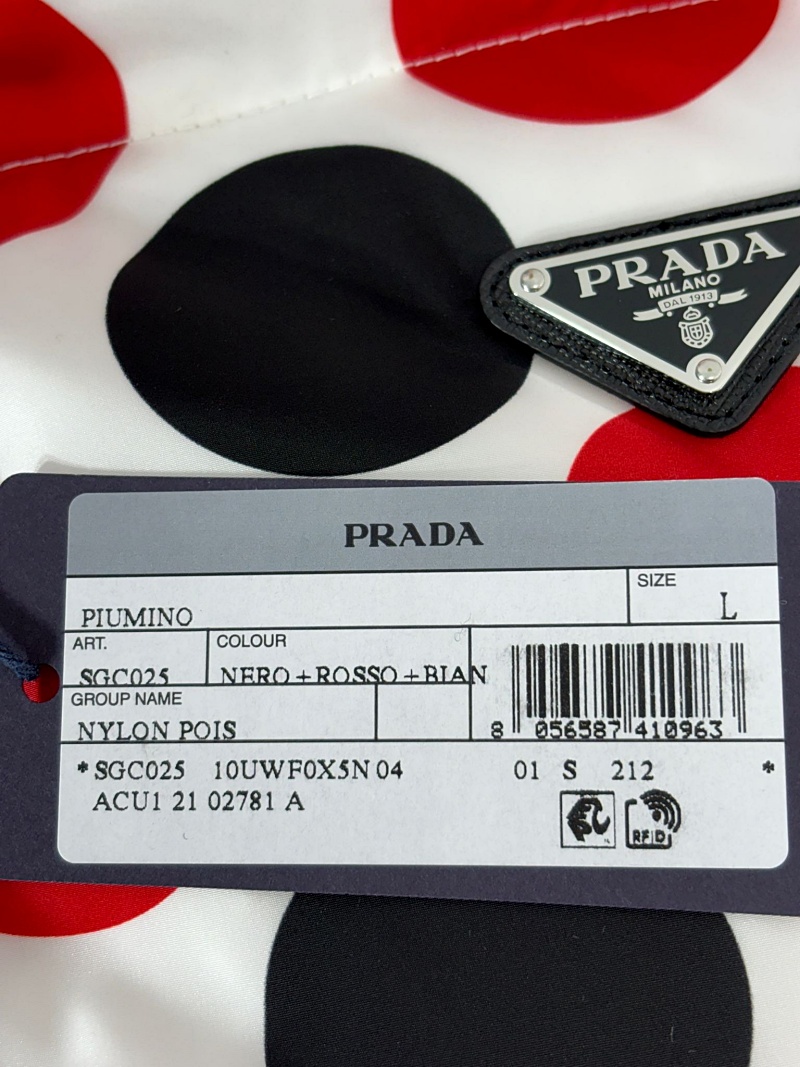 PRADA
MILANO
DAL 1913
PRADA
SIZE
PIUMINO L
ART. COLOUR
SGC025 NERO+ROSSO+BIAN
GROUP NAME
NYLON POIS
8 056587 410963
*SGC025 10UWF0X5N 04 01 S 212 *
ACU1 21 02781 A
RFID